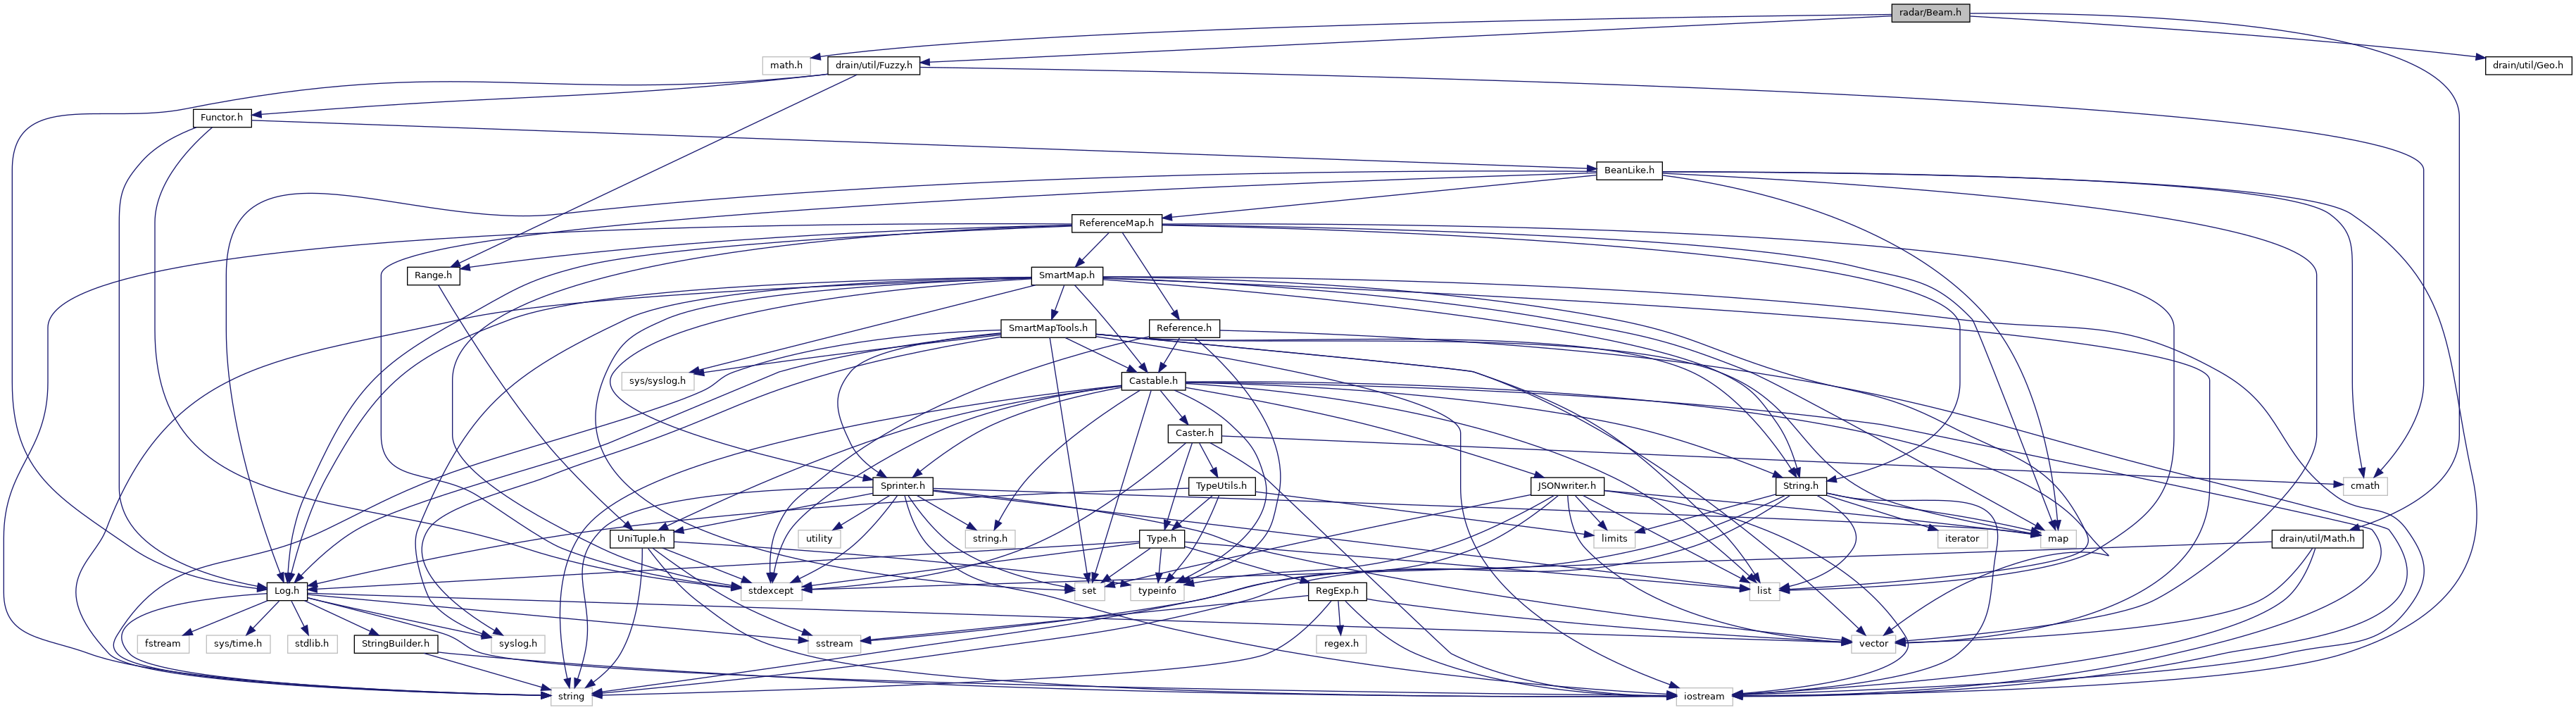 radar/Beam.h
math.h
drain/util/Fuzzy.h
drain/util/Geo.h
Functor.h
BeanLike.h
ReferenceMap.h
Range.h
SmartMap.h
SmartMapTools.h
Reference.h
sys/syslog.h
Castable.h
Caster.h
Sprinter.h
TypeUtils.h
JSONwriter.h
String.h
cmath
UniTuple.h
utility
string.h
Type.h
limits
iterator
map
drain/util/Math.h
Log.h
stdexcept
set
typeinfo
RegExp.h
list
fstream
sys/time.h
stdlib.h
StringBuilder.h
syslog.h
sstream
regex.h
vector
string
iostream